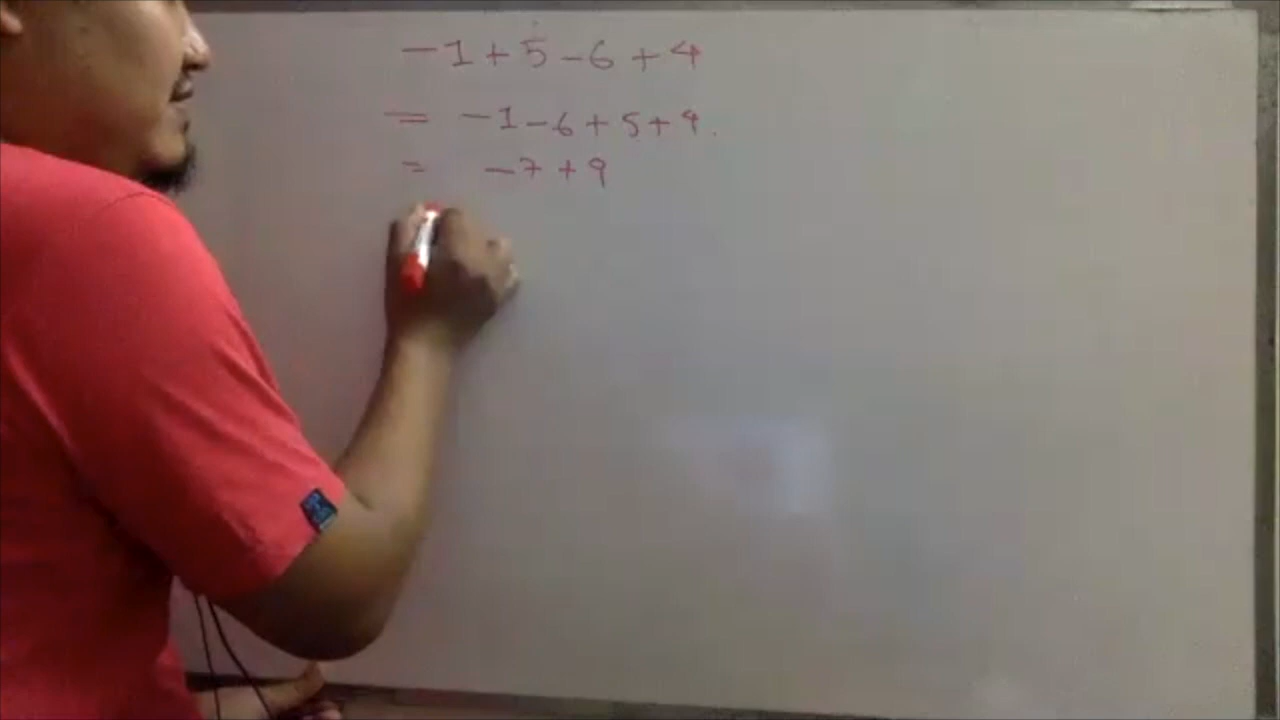 -1+5-6+4
= -1-6+5+4.
= -7+9